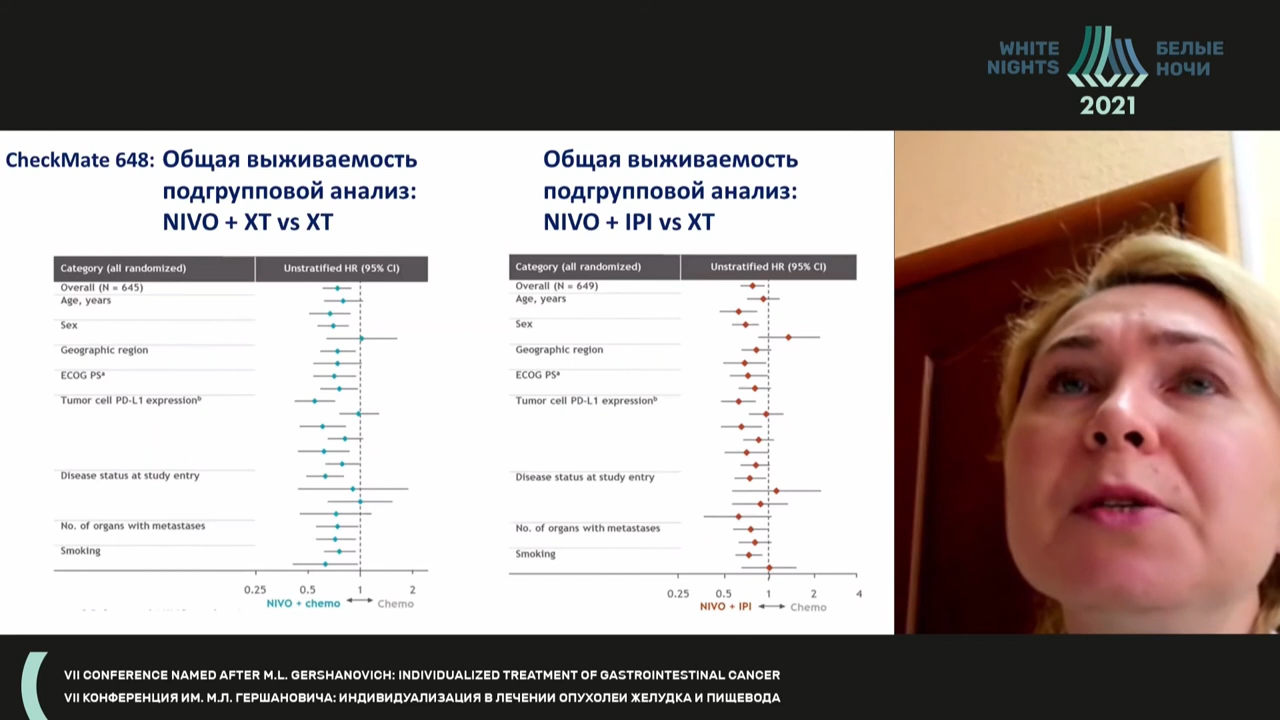 WHITE
NIGHTS
БЕЛЫЕ
НОЧИ
2021
CheckMate 648: Общая выживаемость
подгрупповой анализ:
NIVO + XT vs XT
Category (all randomized) Unstratified HR (95% CI)
Overall (N = 645)
Age, years
Sex
Geographic region
ECOG PSᵃ
Tumor cell PD-L1 expressionᵇ
Disease status at study entry
No. of organs with metastases
Smoking
0.25 0.5 1 2
NIVO + chemo Chemo
Общая выживаемость
подгрупповой анализ:
NIVO + IPI vs XT
Category (all randomized) Unstratified HR (95% CI)
Overall (N = 649)
Age, years
Sex
Geographic region
ECOG PSᵃ
Tumor cell PD-L1 expressionᵇ
Disease status at study entry
No. of organs with metastases
Smoking
0.25 0.5 1 2 4
NIVO + IPI Chemo
VII CONFERENCE NAMED AFTER M.L. GERSHANOVICH: INDIVIDUALIZED TREATMENT OF GASTROINTESTINAL CANCER
VII КОНФЕРЕНЦИЯ ИМ. М.Л. ГЕРШАНОВИЧА: ИНДИВИДУАЛИЗАЦИЯ В ЛЕЧЕНИИ ОПУХОЛЕИ ЖЕЛУДКА И ПИЩЕВОДА